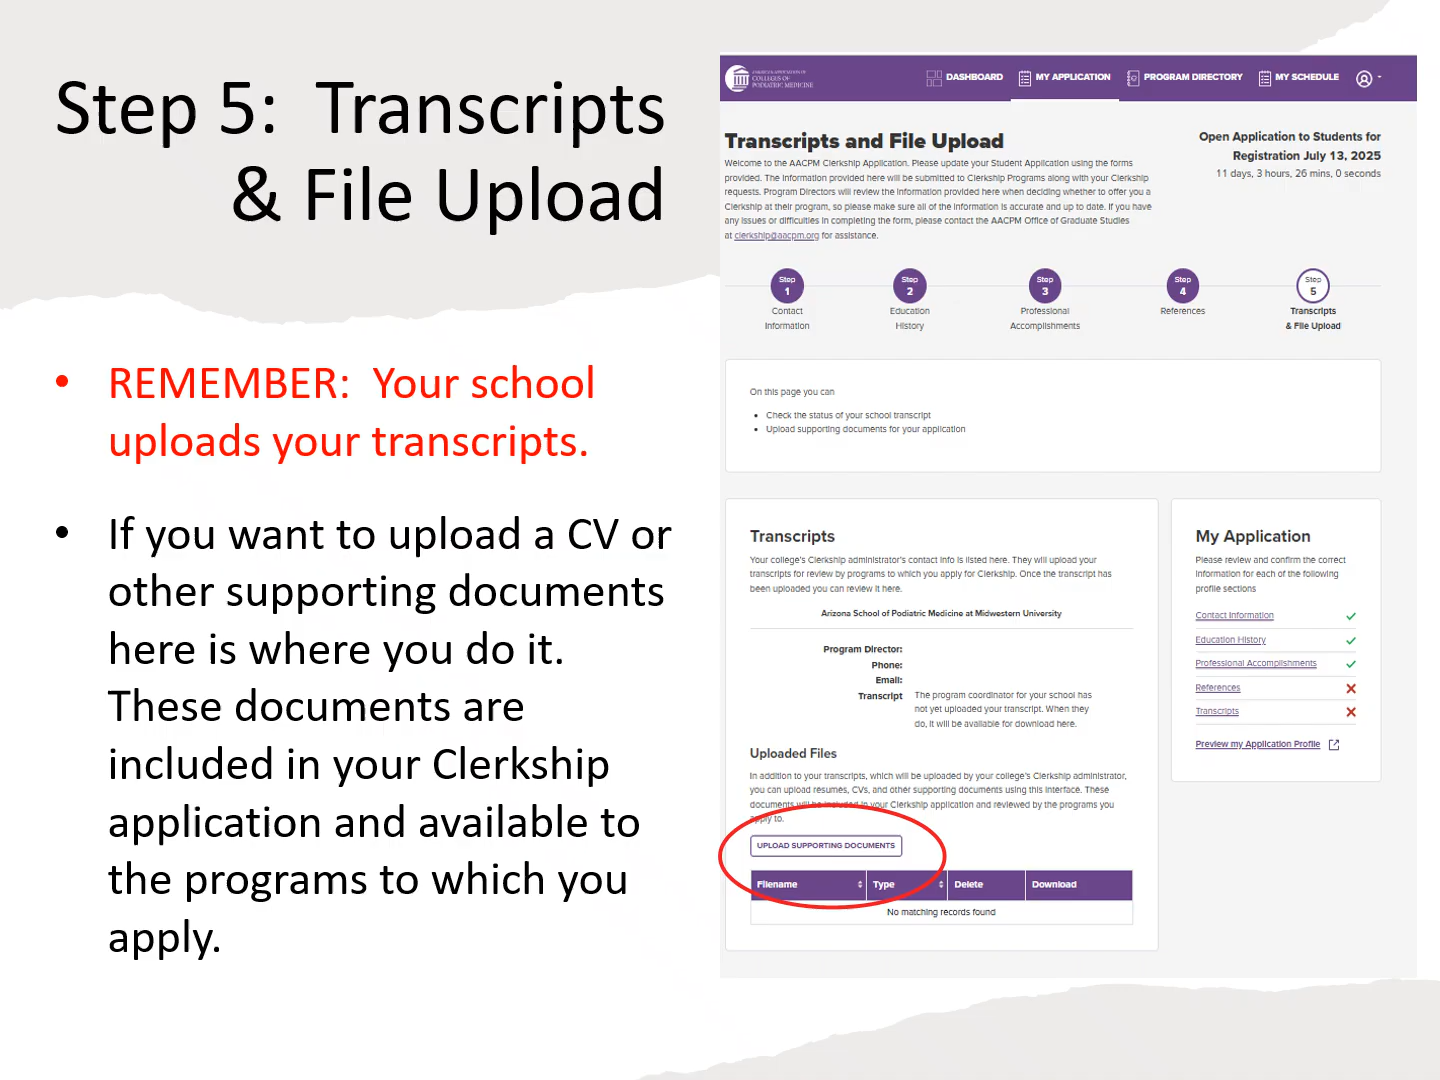 Step 5:  Transcripts
& File Upload
• REMEMBER:  Your school
uploads your transcripts.
• If you want to upload a CV or
other supporting documents
here is where you do it.
These documents are
included in your Clerkship
application and available to
the programs to which you
apply.
AMERICAN ASSOCIATION OF
COLLEGES OF
PODIATRIC MEDICINE
DASHBOARD
MY APPLICATION
PROGRAM DIRECTORY
MY SCHEDULE
Transcripts and File Upload
Welcome to the AACPM Clerkship Application. Please update your Student Application using the forms
provided. The information provided here will be submitted to Clerkship Programs along with your Clerkship
requests. Program Directors will review the information provided here when deciding whether to offer you a
Clerkship at their program, so please make sure all of the information is accurate and up to date. If you have
any issues or difficulties in completing the form, please contact the AACPM Office of Graduate Studies
at clerkship@aacpm.org for assistance.
Open Application to Students for
Registration July 13, 2025
11 days, 3 hours, 26 mins, 0 seconds
Step
1
Contact
Information
Step
2
Education
History
Step
3
Professional
Accomplishments
Step
4
References
Step
5
Transcripts
& File Upload
On this page you can
• Check the status of your school transcript
• Upload supporting documents for your application
Transcripts
Your college's Clerkship administrator's contact info is listed here. They will upload your
transcripts for review by programs to which you apply for Clerkship. Once the transcript has
been uploaded you can review it here.
Arizona School of Podiatric Medicine at Midwestern University
Program Director:
Phone:
Email:
Transcript The program coordinator for your school has
not yet uploaded your transcript. When they
do, it will be available for download here.
Uploaded Files
In addition to your transcripts, which will be uploaded by your college's Clerkship administrator,
you can upload resumes, CVs, and other supporting documents using this interface. These
documents will be included in your Clerkship application and reviewed by the programs you
apply to.
UPLOAD SUPPORTING DOCUMENTS
Filename Type Delete Download
No matching records found
My Application
Please review and confirm the correct
information for each of the following
profile sections
Contact Information
Education History
Professional Accomplishments
References
Transcripts
Preview my Application Profile